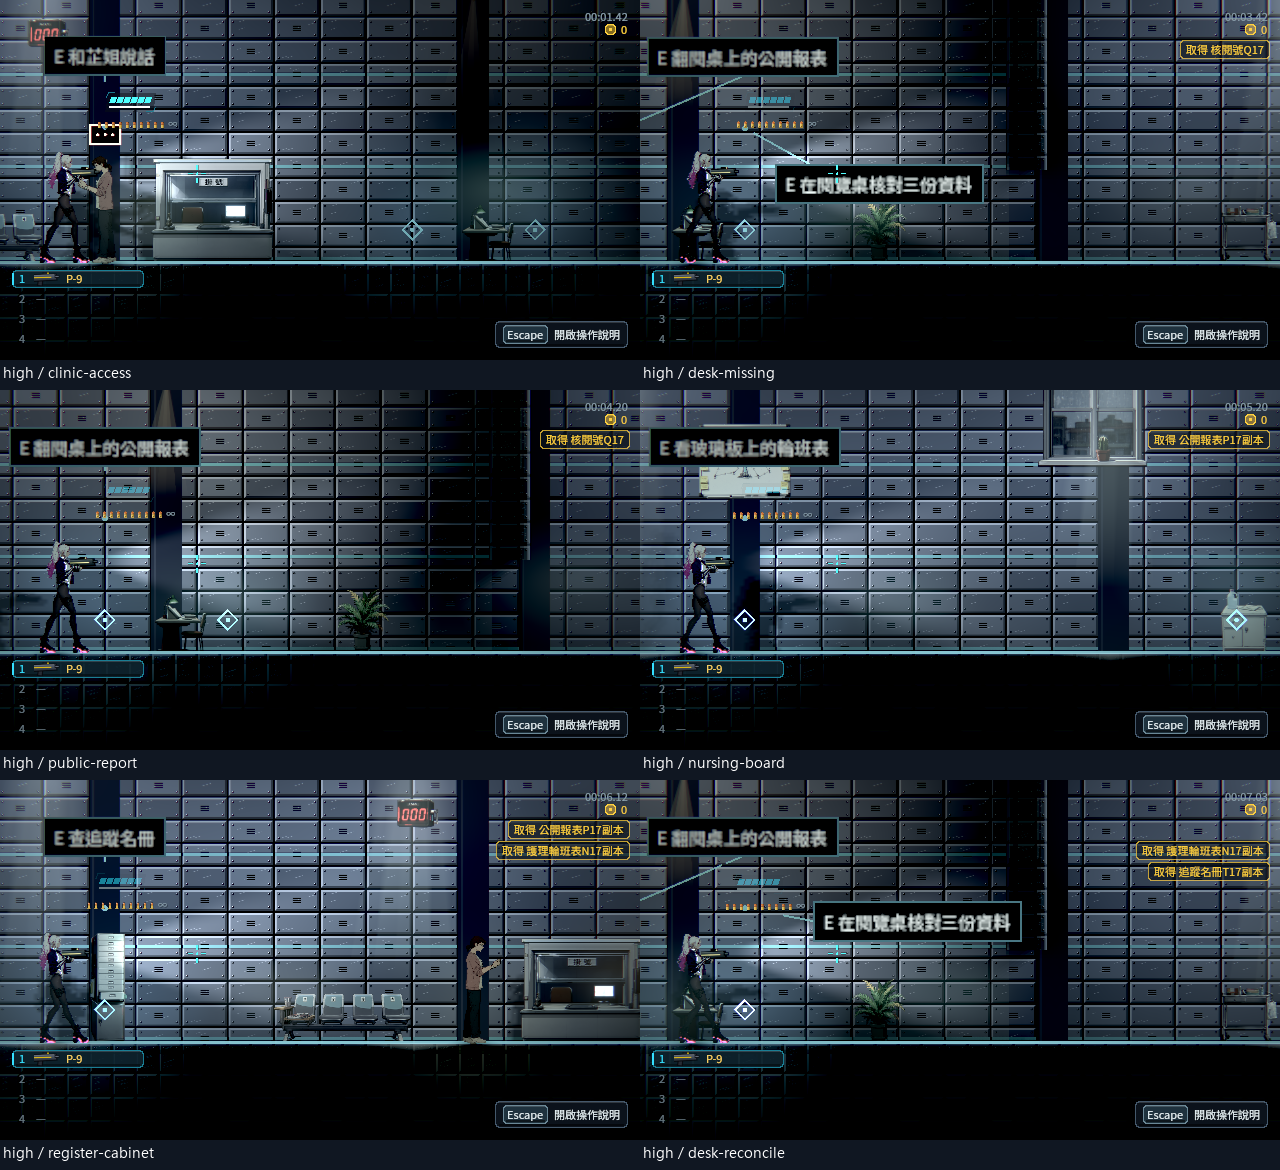 1000
E 和芷姐說話
00:01.42
0
掛號
1 P-9
2 —
3 —
4 —
Escape 開啟操作說明
high / clinic-access
E 翻閱桌上的公開報表
00:03.42
0
取得 核閱號Q17
E 在閱覽桌核對三份資料
1 P-9
2 —
3 —
4 —
Escape 開啟操作說明
high / desk-missing
E 翻閱桌上的公開報表
00:04.20
0
取得 核閱號Q17
1 P-9
2 —
3 —
4 —
Escape 開啟操作說明
high / public-report
E 看玻璃板上的輪班表
00:05.20
0
取得 公開報表P17副本
1 P-9
2 —
3 —
4 —
Escape 開啟操作說明
high / nursing-board
E 查追蹤名冊
1000
00:06.12
0
取得 公開報表P17副本
取得 護理輪班表N17副本
掛號
1 P-9
2 —
3 —
4 —
Escape 開啟操作說明
high / register-cabinet
E 翻閱桌上的公開報表
00:07.03
0
取得 護理輪班表N17副本
取得 追蹤名冊T17副本
E 在閱覽桌核對三份資料
1 P-9
2 —
3 —
4 —
Escape 開啟操作說明
high / desk-reconcile